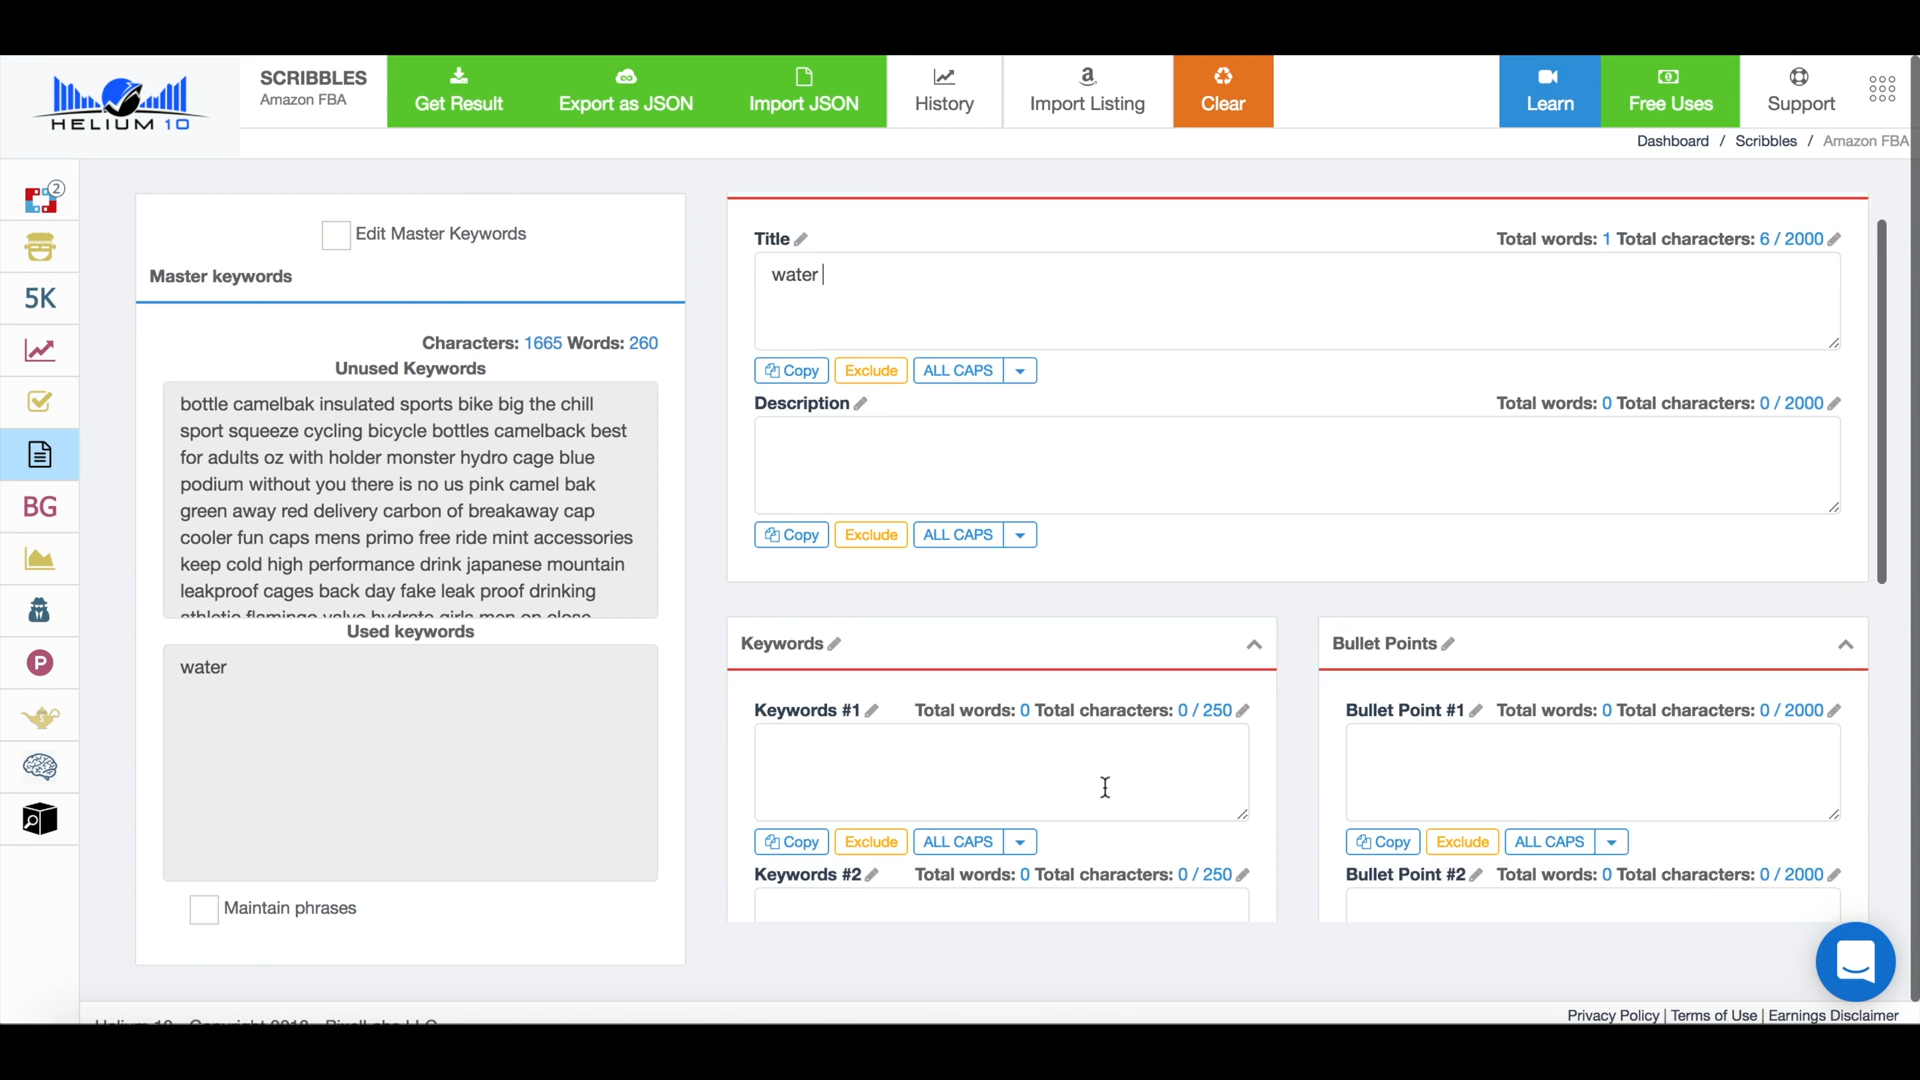 HELIUM 10
SCRIBBLES
Amazon FBA
Get Result
Export as JSON
Import JSON
History
a
Import Listing
Clear
Learn
Free Uses
Support
Dashboard / Scribbles / Amazon FBA
2
5K
BG
P
Edit Master Keywords
Master keywords
Characters: 1665 Words: 260
Unused Keywords
bottle camelbak insulated sports bike big the chill
sport squeeze cycling bicycle bottles camelback best
for adults oz with holder monster hydro cage blue
podium without you there is no us pink camel bak
green away red delivery carbon of breakaway cap
cooler fun caps mens primo free ride mint accessories
keep cold high performance drink japanese mountain
leakproof cages back day fake leak proof drinking
athletic flamingo valve hydrate girls men on close
Used keywords
water
Maintain phrases
Title Total words: 1 Total characters: 6 / 2000
water
Copy Exclude ALL CAPS
Description Total words: 0 Total characters: 0 / 2000
Copy Exclude ALL CAPS
Keywords
Keywords #1 Total words: 0 Total characters: 0 / 250
Copy Exclude ALL CAPS
Keywords #2 Total words: 0 Total characters: 0 / 250
Bullet Points
Bullet Point #1 Total words: 0 Total characters: 0 / 2000
Copy Exclude ALL CAPS
Bullet Point #2 Total words: 0 Total characters: 0 / 2000
Privacy Policy | Terms of Use | Earnings Disclaimer